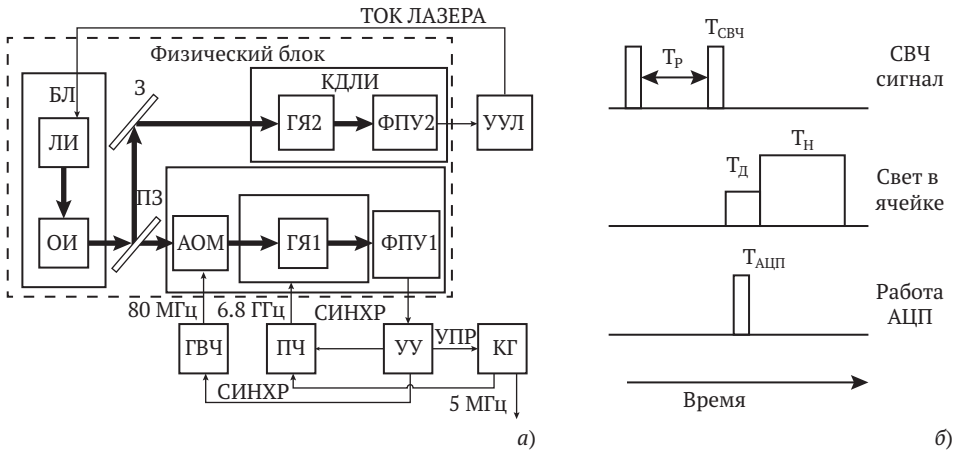 ТОК ЛАЗЕРА
Физический блок
БЛ
З
КДЛИ
ЛИ
ГЯ2
ФПУ2
УУЛ
ПЗ
ОИ
АОМ
ГЯ1
ФПУ1
80 МГц
6.8 ГГц
СИНХР
ГВЧ
ПЧ
УУ
УПР
КГ
СИНХР
5 МГц
а)
TСВЧ
TР
СВЧ
сигнал
TД
TН
Свет в
ячейке
TАЦП
Работа
АЦП
Время
б)